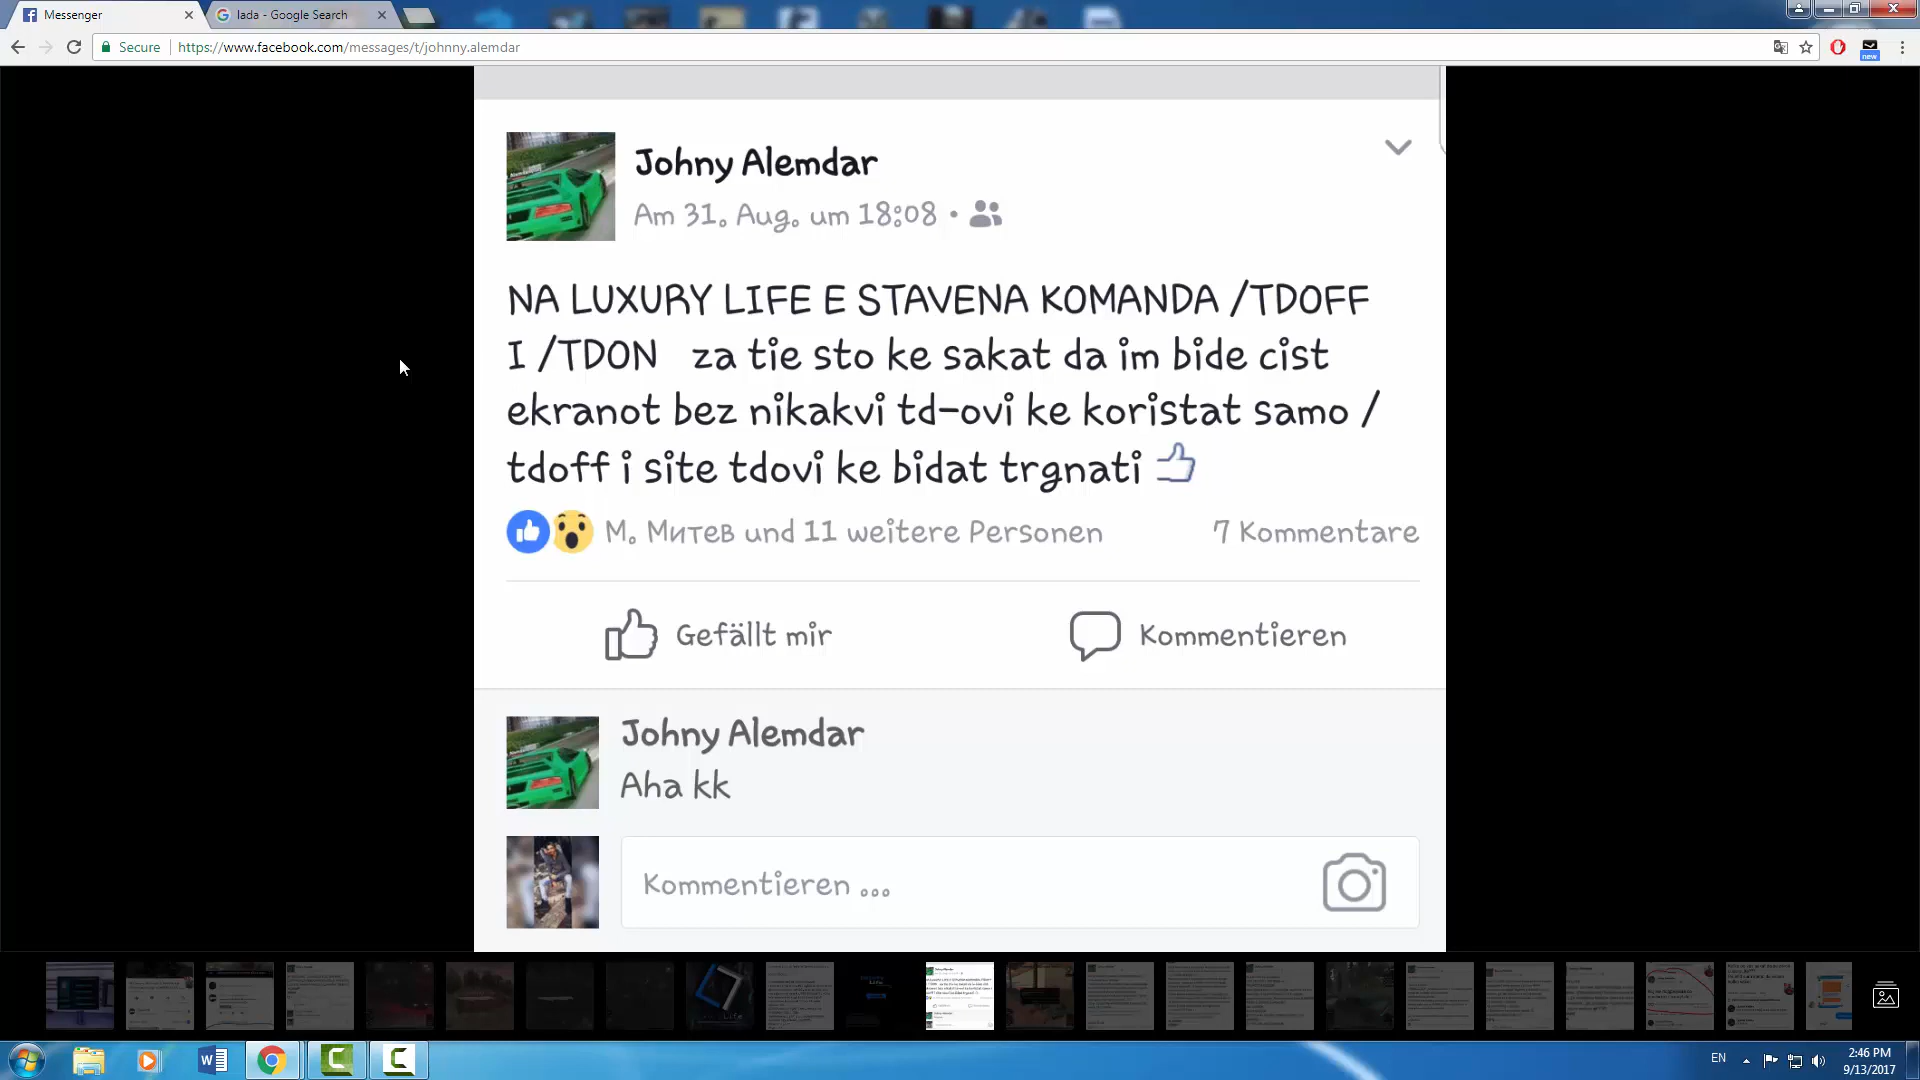 Messenger
lada - Google Search
Secure
https://www.facebook.com/messages/t/johnny.alemdar
new
Johny Alemdar
Am 31. Aug. um 18:08 •
NA LUXURY LIFE E STAVENA KOMANDA /TDOFF
I /TDON za tie sto ke sakat da im bide cist
ekranot bez nikakvi td-ovi ke koristat samo /
tdoff i site tdovi ke bidat trgnati
М. Митев und 11 weitere Personen
7 Kommentare
Gefällt mir
Kommentieren
Johny Alemdar
Aha kk
Kommentieren ...
EN
2:46 PM
9/13/2017